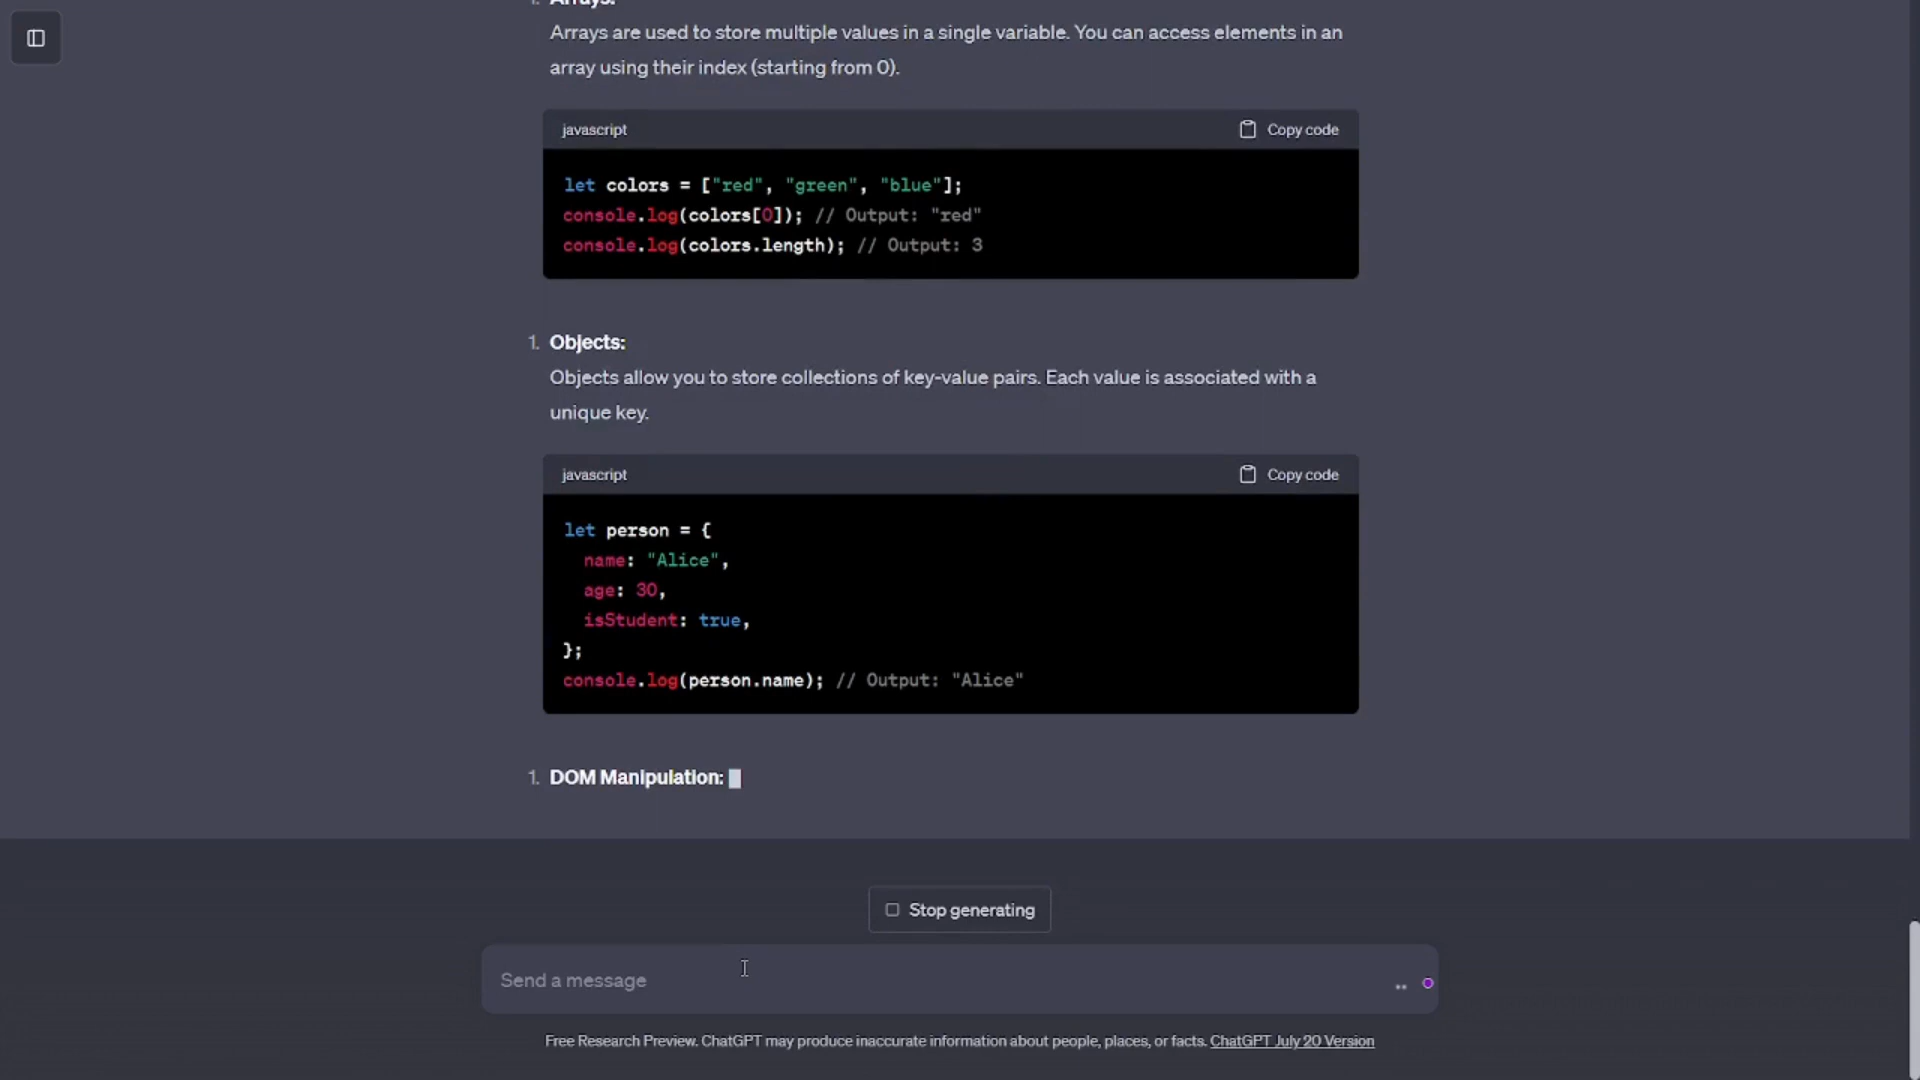 1. Arrays:
Arrays are used to store multiple values in a single variable. You can access elements in an
array using their index (starting from 0).
javascript Copy code
let colors = ["red", "green", "blue"];
console.log(colors[0]); // Output: "red"
console.log(colors.length); // Output: 3
1. Objects:
Objects allow you to store collections of key-value pairs. Each value is associated with a
unique key.
javascript Copy code
let person = {
  name: "Alice",
  age: 30,
  isStudent: true,
};
console.log(person.name); // Output: "Alice"
1. DOM Manipulation:
Stop generating
Send a message
Free Research Preview. ChatGPT may produce inaccurate information about people, places, or facts. ChatGPT July 20 Version